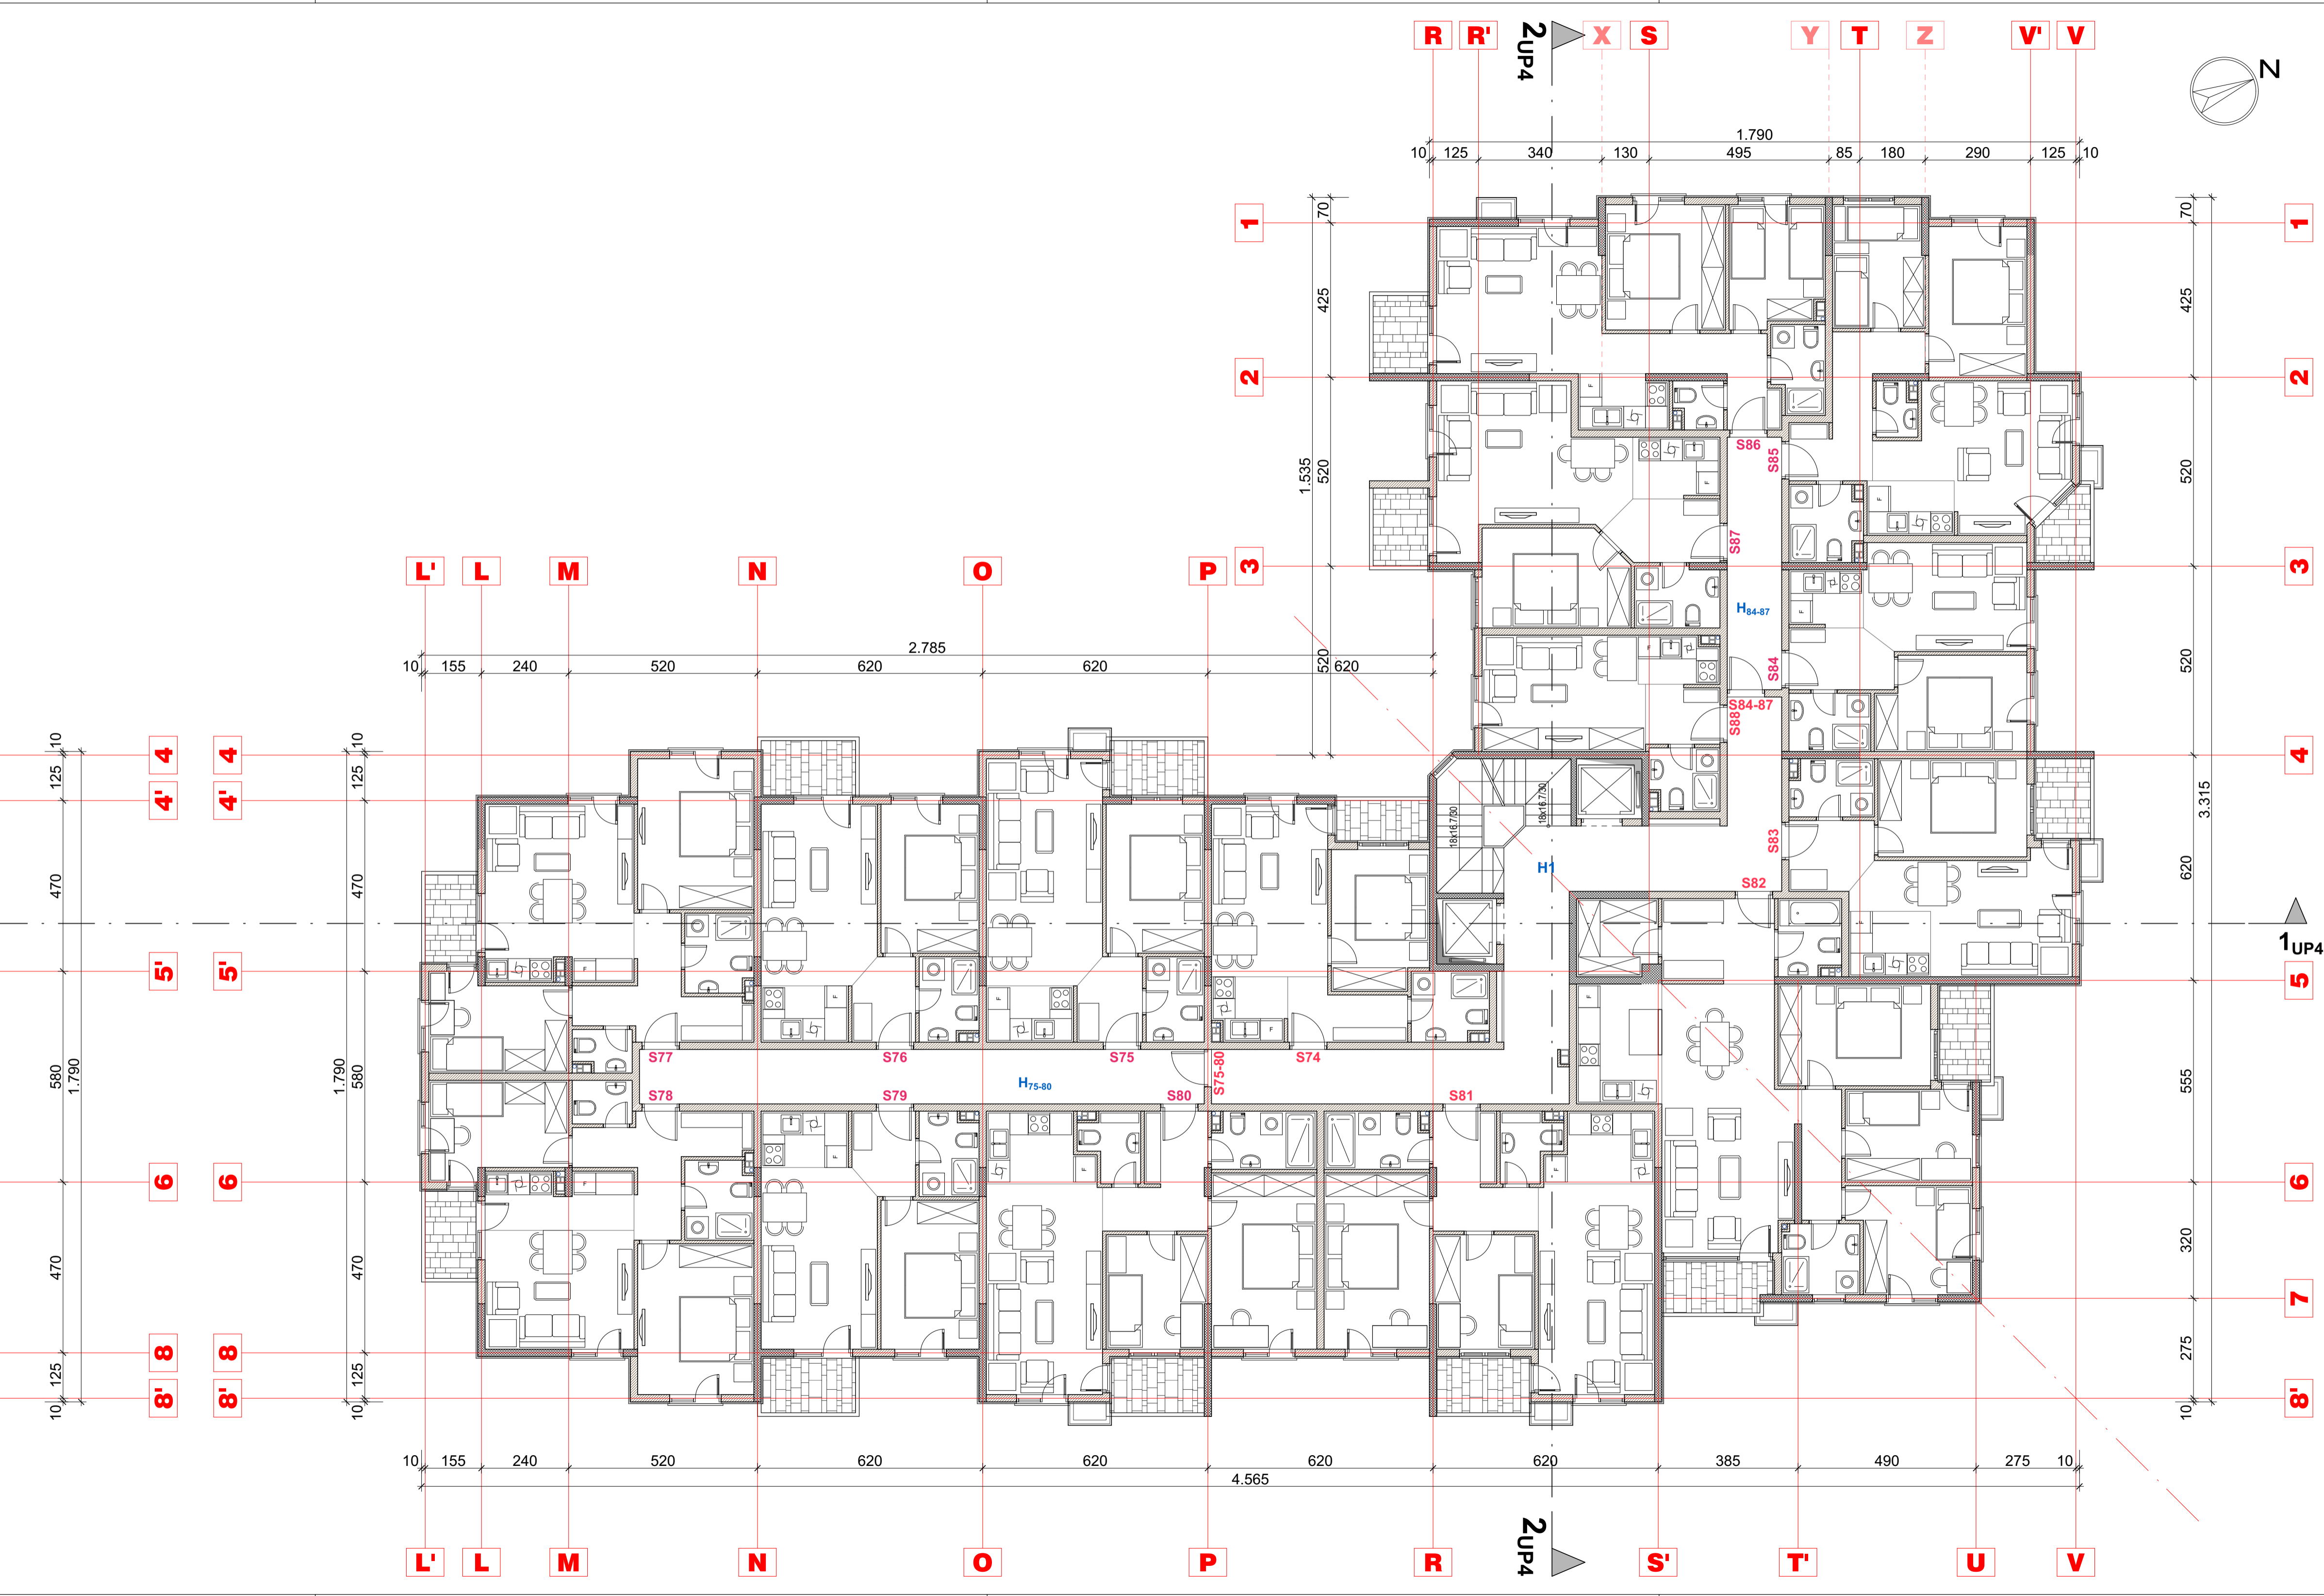 R R' X S Y T Z V' V
2UP4
N
1.790
10 125 340 130 495 85 180 290 125 10
1 1
70 70
425 425
2 2
1.535
520 520
S86
S85
S87
3 3
L' L M N O P
H84-87
2.785
520 520
10 155 240 520 620 620 620
S84
S84-87
S88
4 4 4
10 10
125 125
4' 4'
18x16.7/30 18x16.7/30
3.315
S83
H1
620
S82
470 470
1UP4
5' 5' 5
S77 S76 S75 S74
S75-80
H75-80
580 1.790 1.790 580 555
S78 S79 S80 S81
6 6 6
470 470 320
7
8 8
275
125 125
8' 8' 8'
10 10 10
10 155 240 520 620 620 620 620 385 490 275 10
4.565
2UP4
L' L M N O P R S' T' U V
F F F F F F F F F F F F F F